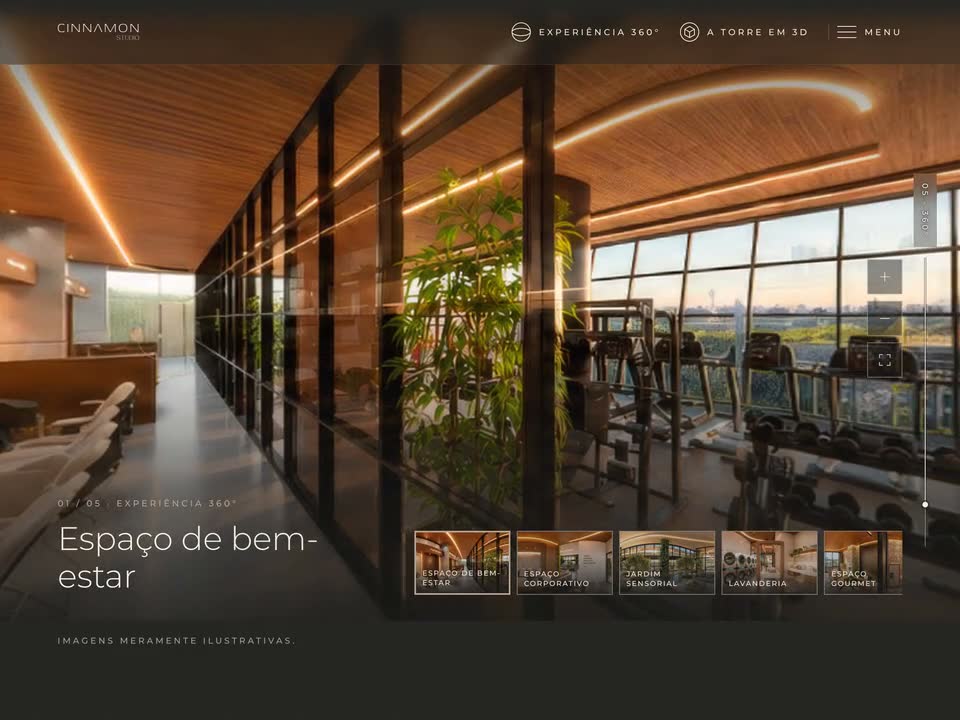 CINNAMON
STUDIO
EXPERIÊNCIA 360°
A TORRE EM 3D
MENU
05 · 360°
01 / 05 · EXPERIÊNCIA 360°
Espaço de bem-
estar
ESPAÇO DE BEM-
ESTAR
ESPAÇO
CORPORATIVO
JARDIM
SENSORIAL
LAVANDERIA
ESPAÇO
GOURMET
IMAGENS MERAMENTE ILUSTRATIVAS.